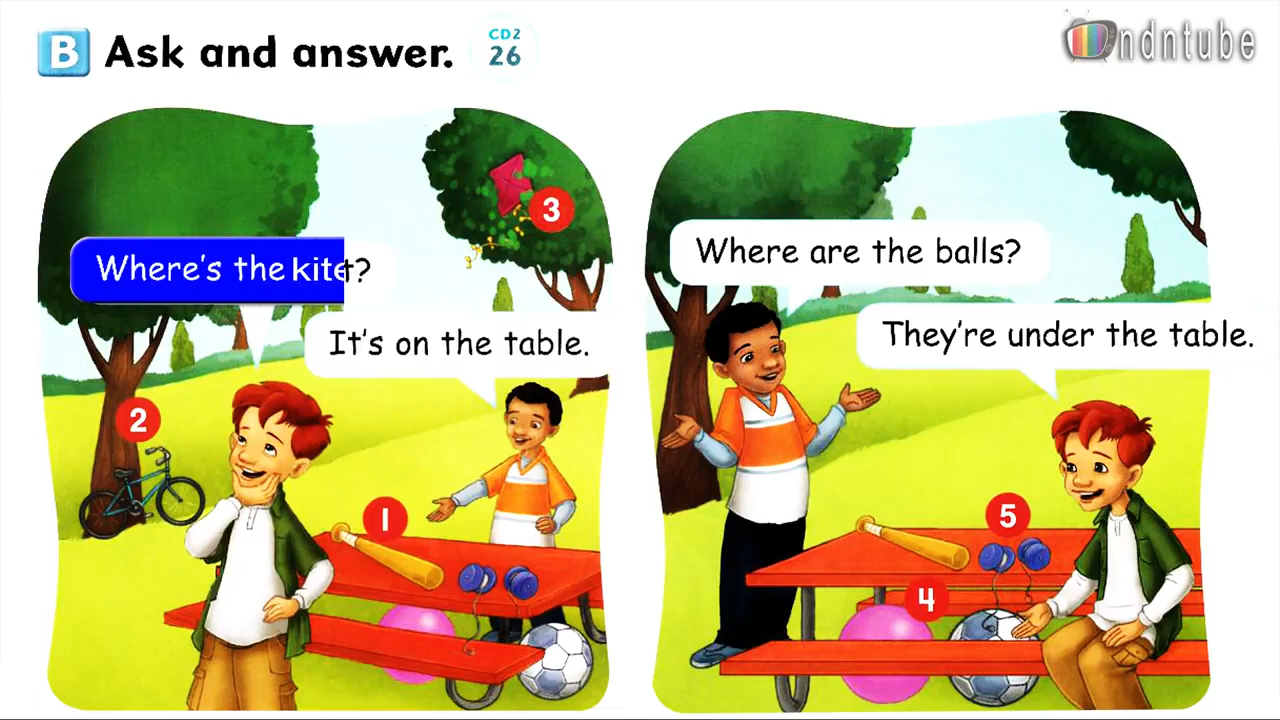 B Ask and answer. CD2 26
ndntube
3
Where's the kitet?
It's on the table.
2
1
Where are the balls?
They're under the table.
5
4